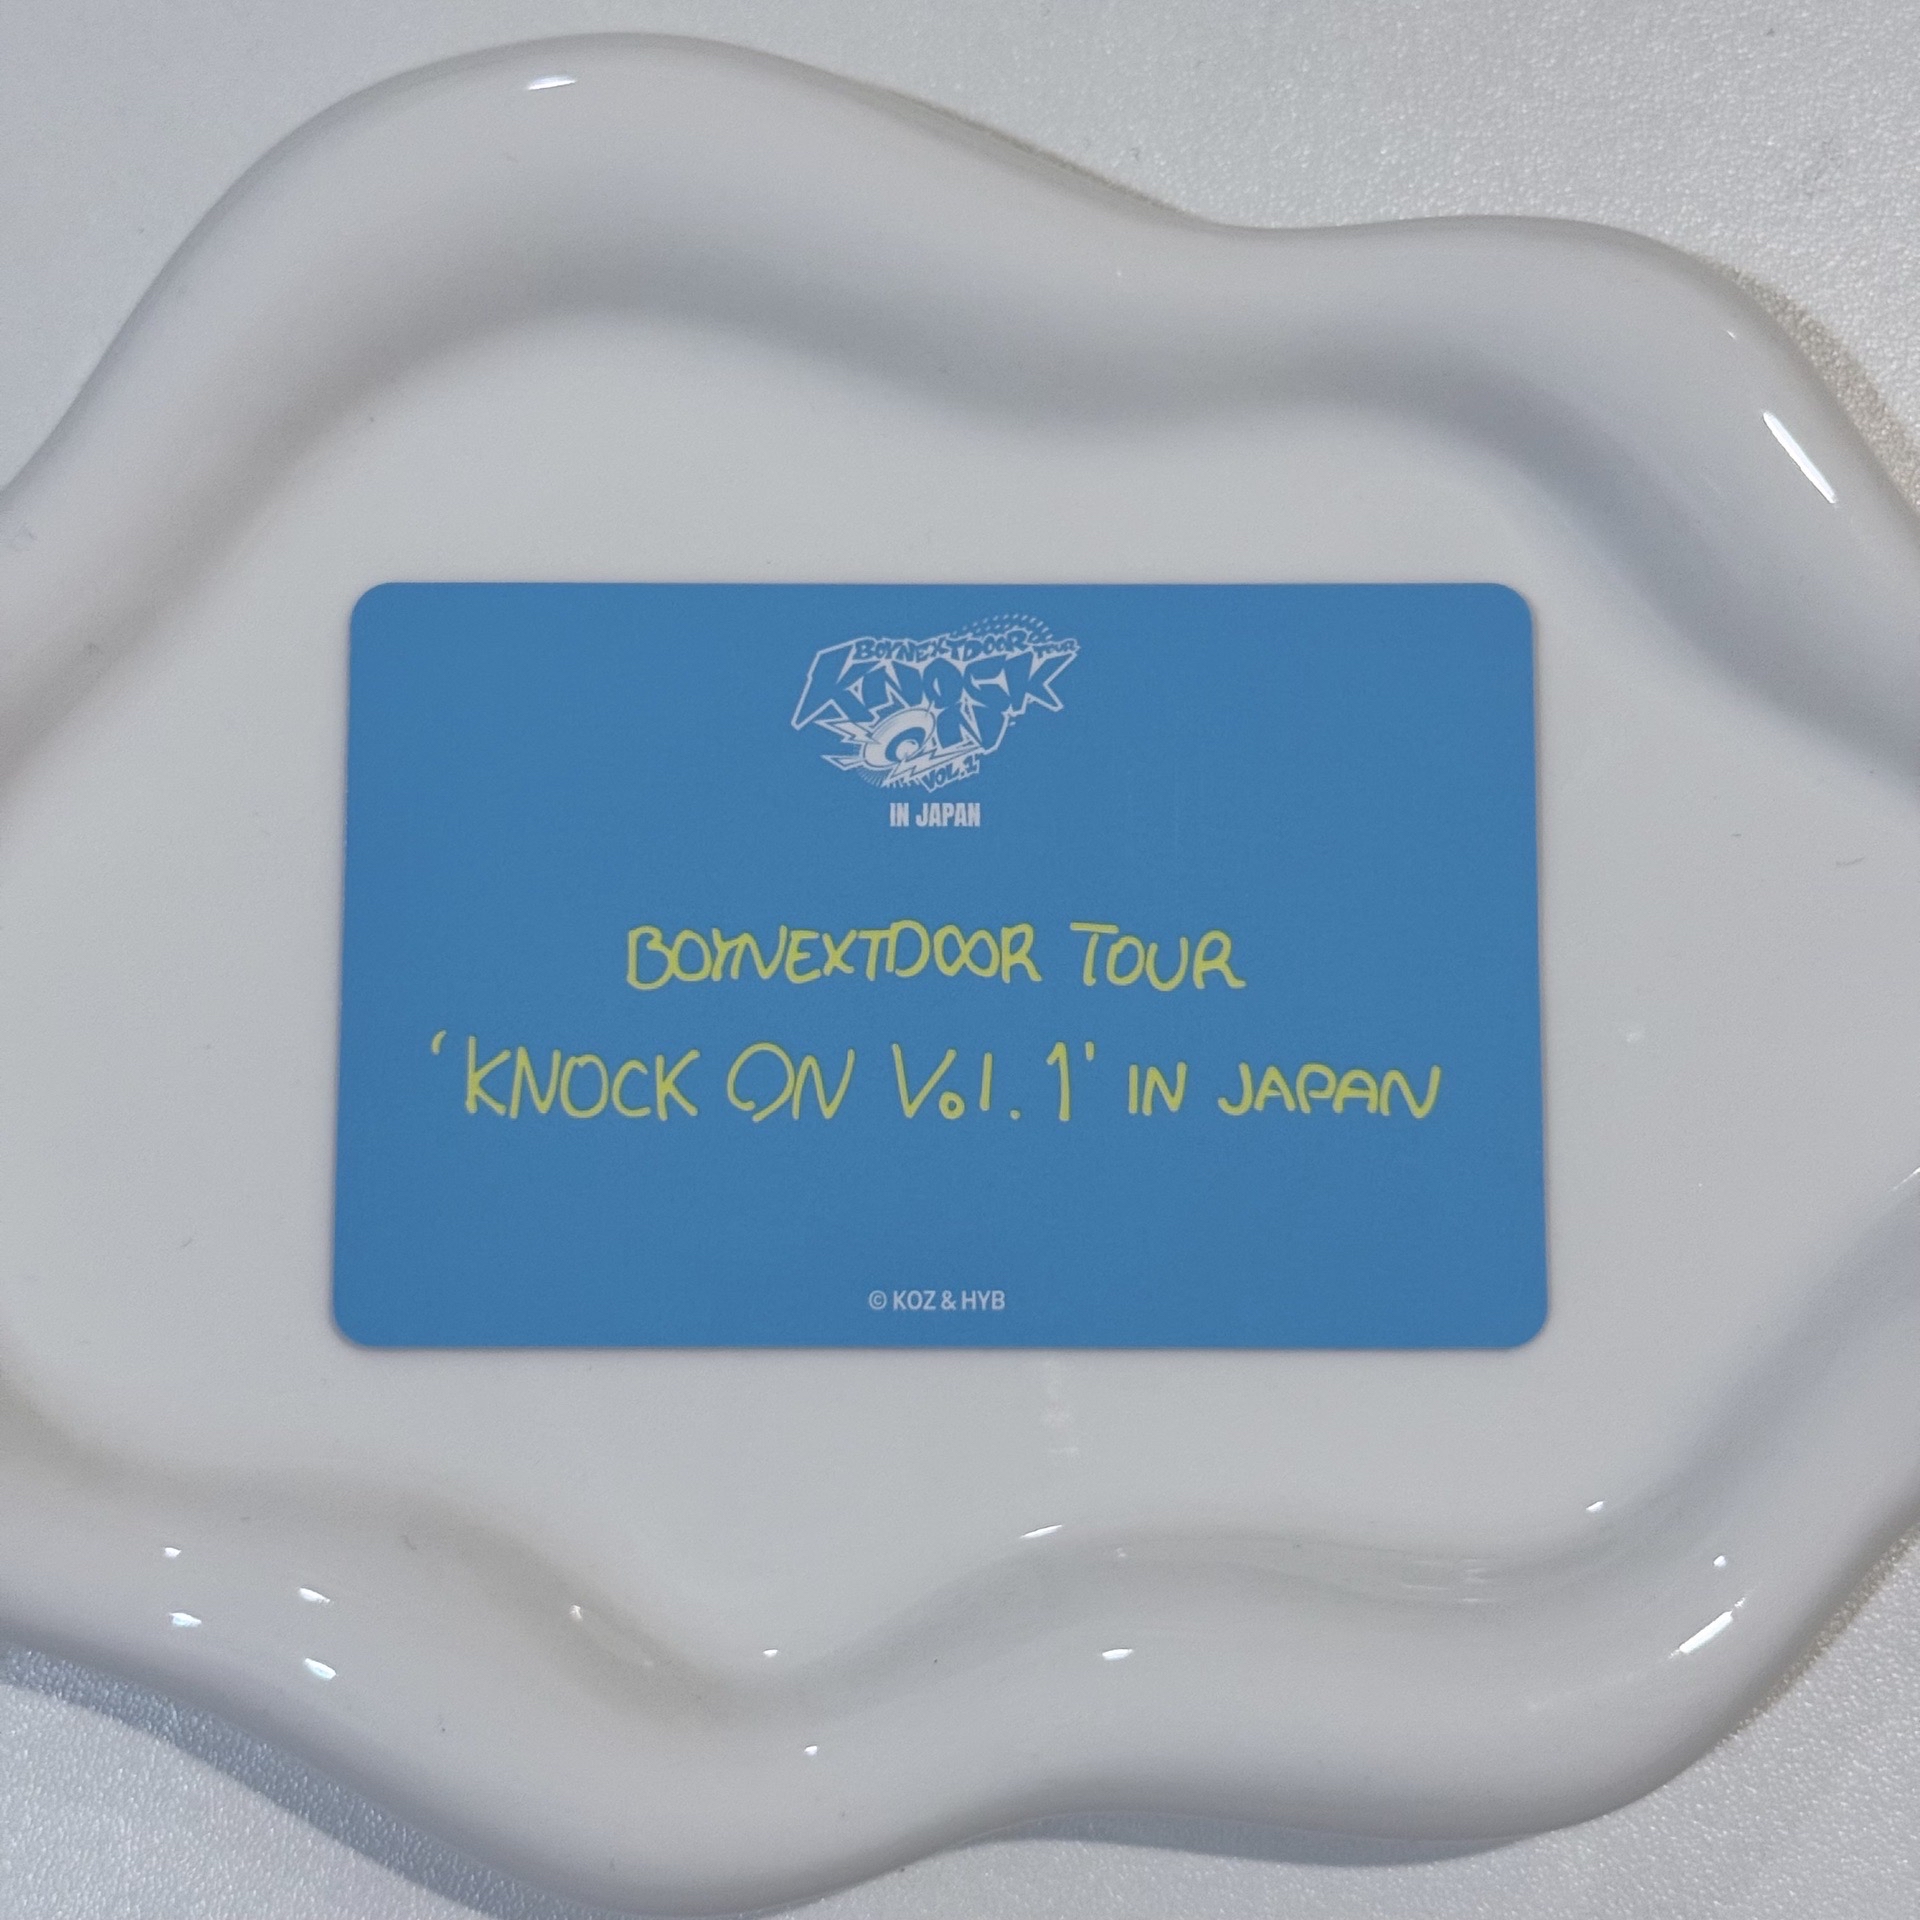 BOYNEXTDOOR TOUR
KNOCK
ON
VOL.1
IN JAPAN
BOYNEXTDOOR TOUR
‘KNOCK ON Vol. 1' IN JAPAN
© KOZ & HYB